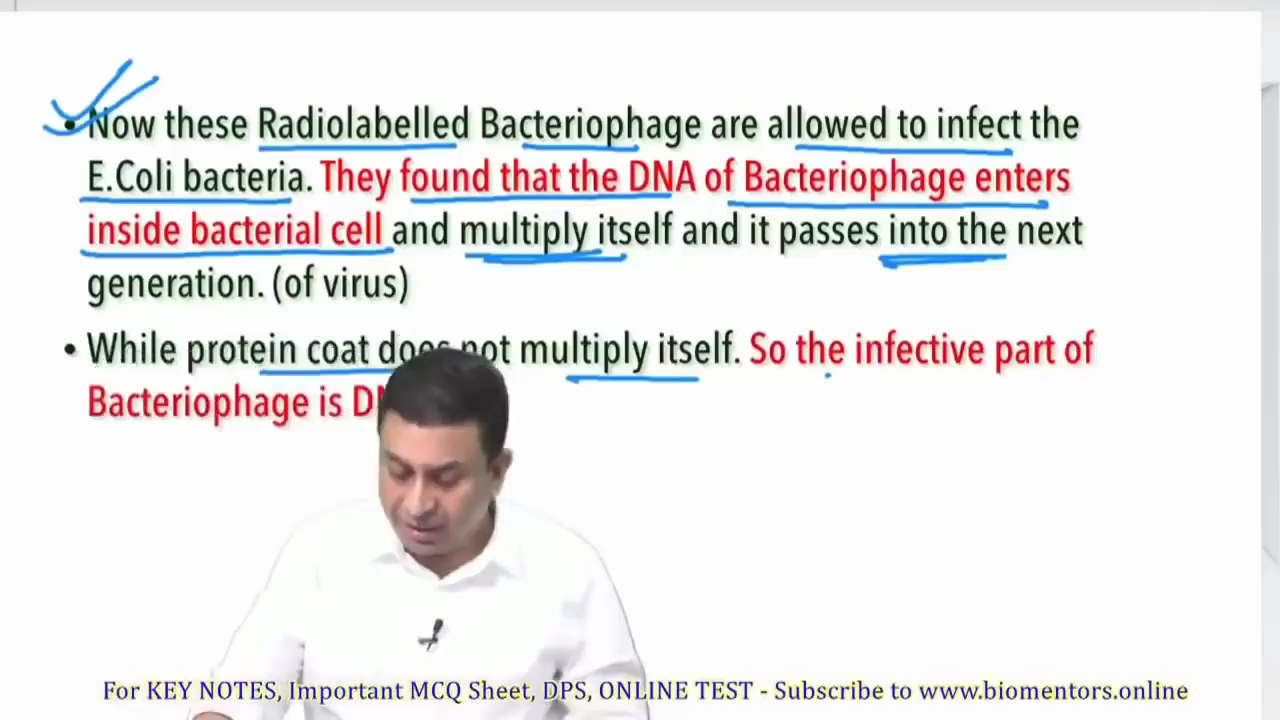 • Now these Radiolabelled Bacteriophage are allowed to infect the
E.Coli bacteria. They found that the DNA of Bacteriophage enters
inside bacterial cell and multiply itself and it passes into the next
generation. (of virus)
• While protein coat does not multiply itself. So the infective part of
Bacteriophage is
For KEY NOTES, Important MCQ Sheet, DPS, ONLINE TEST - Subscribe to www.biomentors.online